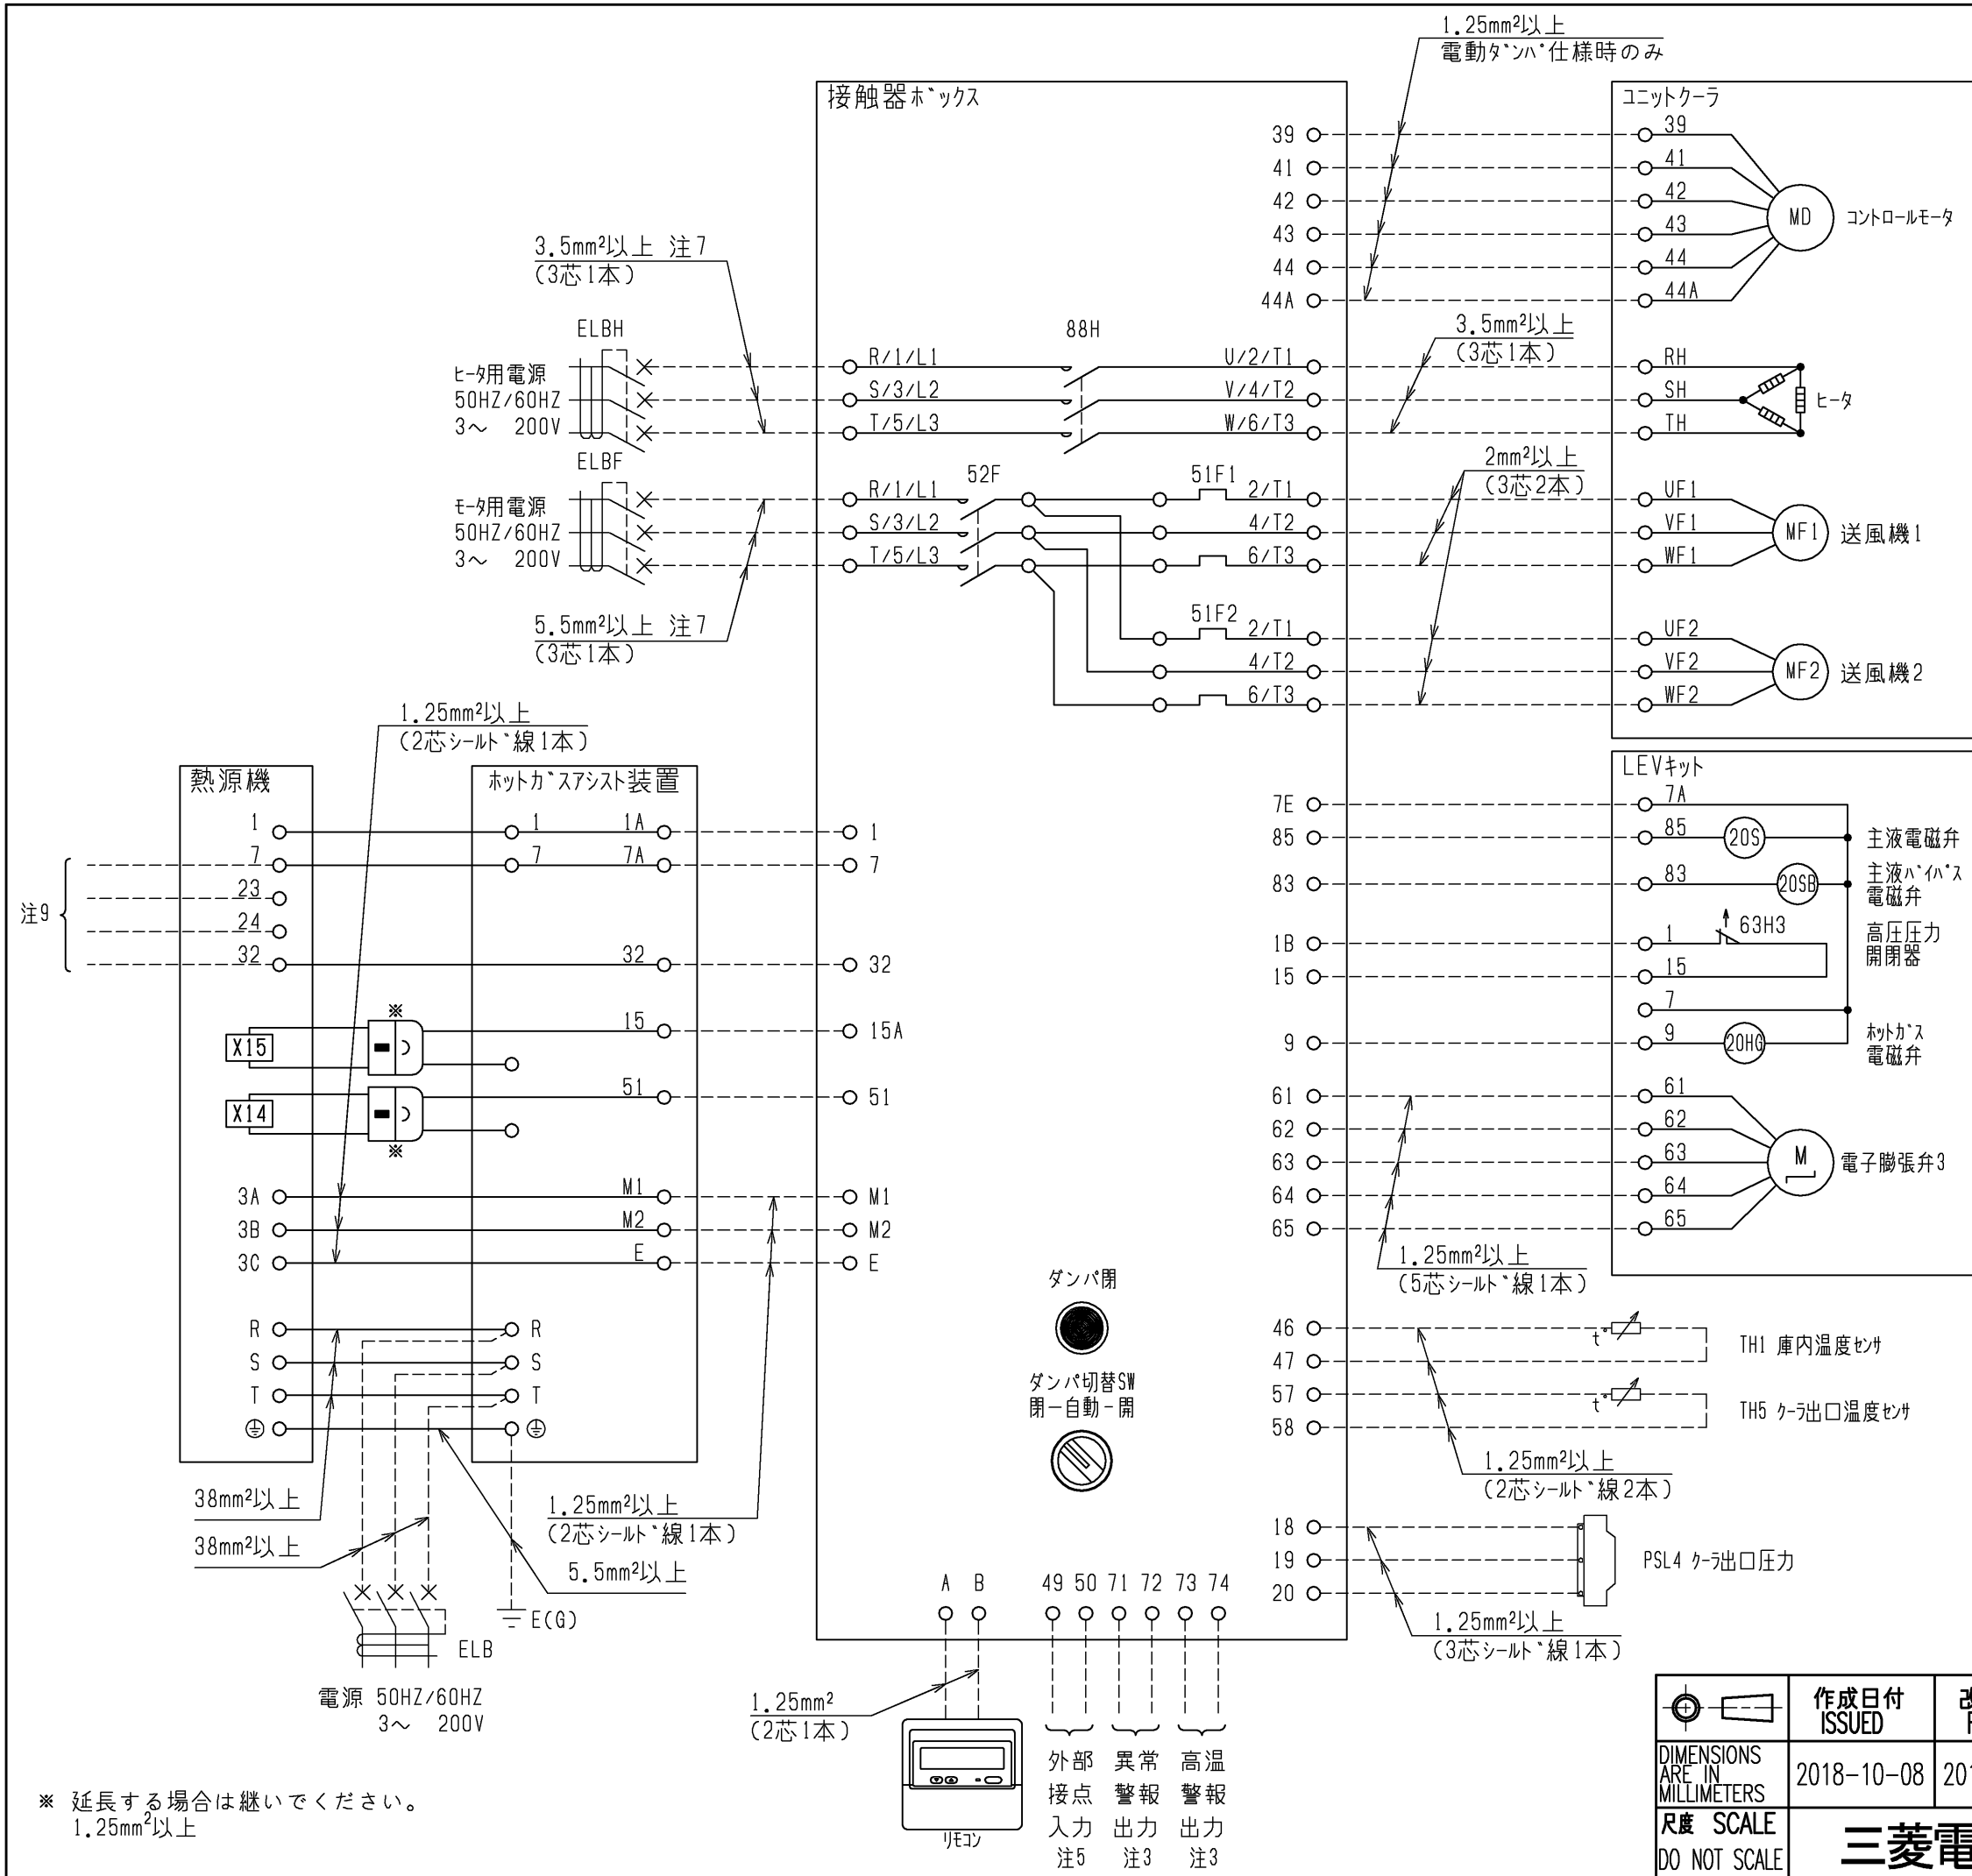 1.25mm²以上
電動ダンパ仕様時のみ
接触器ボックス
39
41
42
43
44
44A
ユニットクーラ
39
41
42
43
44
44A
MD
コントロールモータ
3.5mm²以上 注7
(3芯1本)
ELBH
ヒータ用電源
50HZ/60HZ
3～ 200V
88H
R/1/L1
S/3/L2
T/5/L3
U/2/T1
V/4/T2
W/6/T3
3.5mm²以上
(3芯1本)
RH
SH
TH
ヒータ
ELBF
モータ用電源
50HZ/60HZ
3～ 200V
5.5mm²以上 注7
(3芯1本)
52F
R/1/L1
S/3/L2
T/5/L3
51F1
2/T1
4/T2
6/T3
51F2
2/T1
4/T2
6/T3
2mm²以上
(3芯2本)
UF1
VF1
WF1
MF1
送風機1
UF2
VF2
WF2
MF2
送風機2
1.25mm²以上
(2芯シールド線1本)
熱源機
1
7
23
24
32
注9
X15
X14
3A
3B
3C
R
S
T
ホットガスアシスト装置
1
1A
7
7A
32
※
15
51
※
M1
M2
E
R
S
T
1
7
32
15A
51
M1
M2
E
7E
85
83
1B
15
9
61
62
63
64
65
LEVキット
7A
85
20S
主液電磁弁
83
20SB
主液バイパス
電磁弁
1
63H3
高圧圧力
開閉器
15
7
9
20HG
ホットガス
電磁弁
61
62
63
64
65
M
電子膨張弁3
1.25mm²以上
(5芯シールド線1本)
ダンパ閉
ダンパ切替SW
閉－自動－開
46
47
57
58
t°
TH1 庫内温度センサ
t°
TH5 クーラ出口温度センサ
1.25mm²以上
(2芯シールド線2本)
18
19
20
PSL4 クーラ出口圧力
1.25mm²以上
(3芯シールド線1本)
38mm²以上
38mm²以上
1.25mm²以上
(2芯シールド線1本)
5.5mm²以上
E(G)
ELB
電源 50HZ/60HZ
3～ 200V
A B 49 50 71 72 73 74
1.25mm²
(2芯1本)
リモコン
外部
接点
入力
注5
異常
警報
出力
注3
高温
警報
出力
注3
※ 延長する場合は継いでください。
1.25mm²以上
作成日付
ISSUED
DIMENSIONS
ARE IN
MILLIMETERS
2018-10-08
201
尺度 SCALE
DO NOT SCALE
三菱電